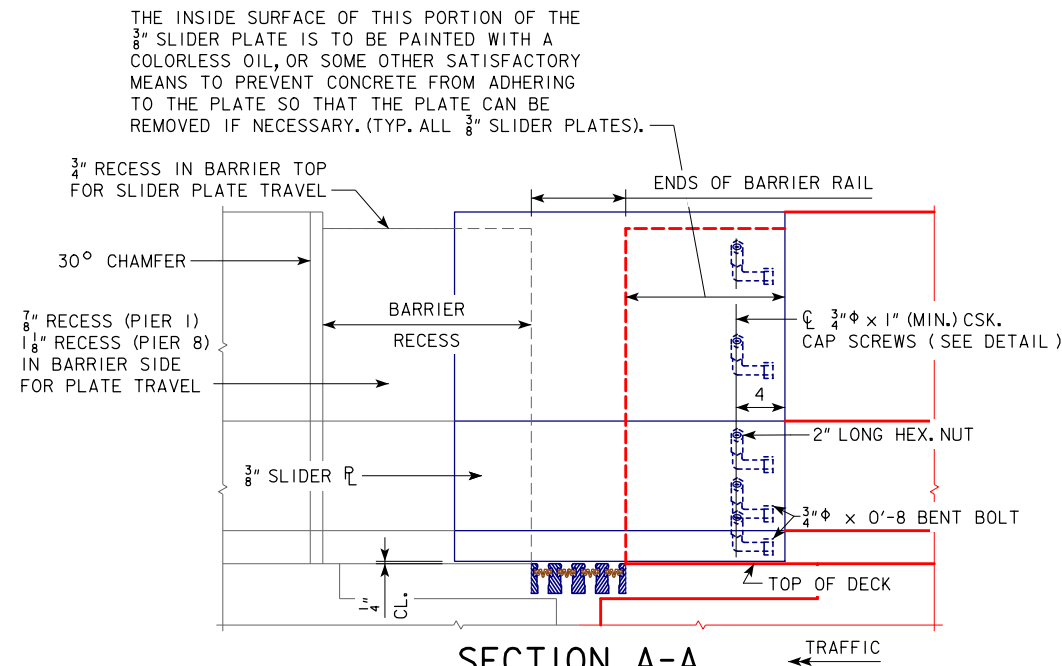 THE INSIDE SURFACE OF THIS PORTION OF THE
3/8" SLIDER PLATE IS TO BE PAINTED WITH A
COLORLESS OIL, OR SOME OTHER SATISFACTORY
MEANS TO PREVENT CONCRETE FROM ADHERING
TO THE PLATE SO THAT THE PLATE CAN BE
REMOVED IF NECESSARY. (TYP. ALL 3/8" SLIDER PLATES).
3/4" RECESS IN BARRIER TOP
FOR SLIDER PLATE TRAVEL
ENDS OF BARRIER RAIL
30° CHAMFER
BARRIER
RECESS
7/8" RECESS (PIER 1)
1 1/8" RECESS (PIER 8)
IN BARRIER SIDE
FOR PLATE TRAVEL
℄ 3/4"ϕ x 1" (MIN.) CSK.
CAP SCREWS (SEE DETAIL)
4
2" LONG HEX. NUT
3/8" SLIDER ⅊
3/4"ϕ x 0'-8 BENT BOLT
TOP OF DECK
1/4" CL.
SECTION A-A
TRAFFIC